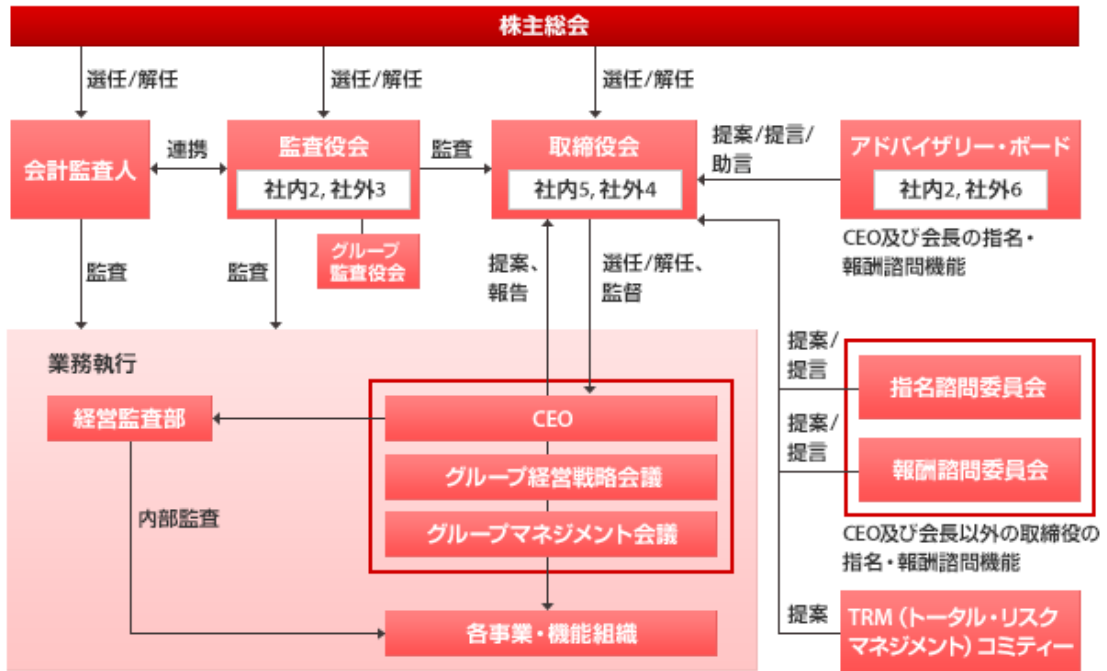 株主総会
選任/解任
選任/解任
選任/解任
会計監査人
連携
監査役会
社内2, 社外3
監査
取締役会
社内5, 社外4
提案/提言/
助言
アドバイザリー・ボード
社内2, 社外6
CEO及び会長の指名・
報酬諮問機能
グループ
監査役会
監査
監査
提案、
報告
選任/解任、
監督
業務執行
経営監査部
CEO
グループ経営戦略会議
グループマネジメント会議
内部監査
各事業・機能組織
提案/
提言
指名諮問委員会
提案/
提言
報酬諮問委員会
CEO及び会長以外の取締役の
指名・報酬諮問機能
提案
TRM（トータル・リスク
マネジメント）コミティー